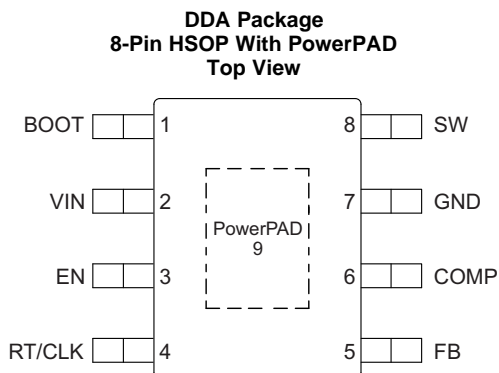 DDA Package
8-Pin HSOP With PowerPAD
Top View
BOOT 1 8 SW
VIN 2 7 GND
PowerPAD
9
EN 3 6 COMP
RT/CLK 4 5 FB